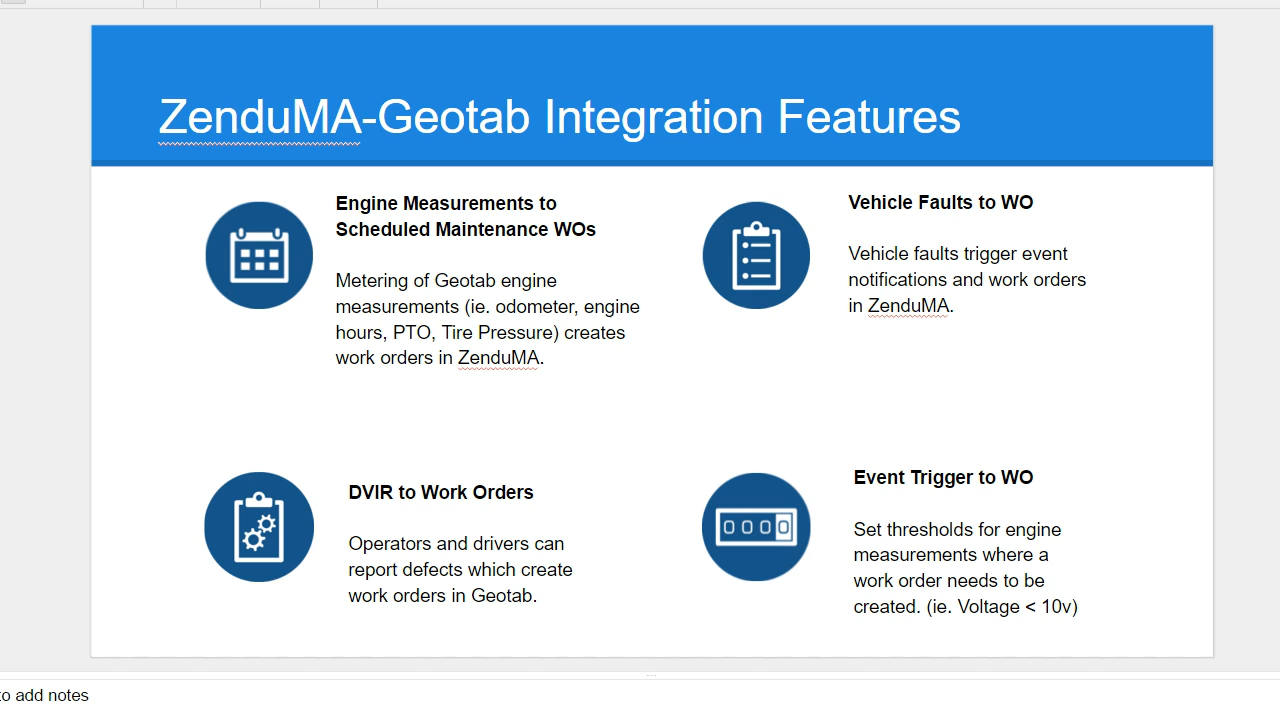 ZenduMA-Geotab Integration Features
Engine Measurements to
Scheduled Maintenance WOs
Metering of Geotab engine
measurements (ie. odometer, engine
hours, PTO, Tire Pressure) creates
work orders in ZenduMA.
Vehicle Faults to WO
Vehicle faults trigger event
notifications and work orders
in ZenduMA.
DVIR to Work Orders
Operators and drivers can
report defects which create
work orders in Geotab.
0000
Event Trigger to WO
Set thresholds for engine
measurements where a
work order needs to be
created. (ie. Voltage < 10v)
to add notes